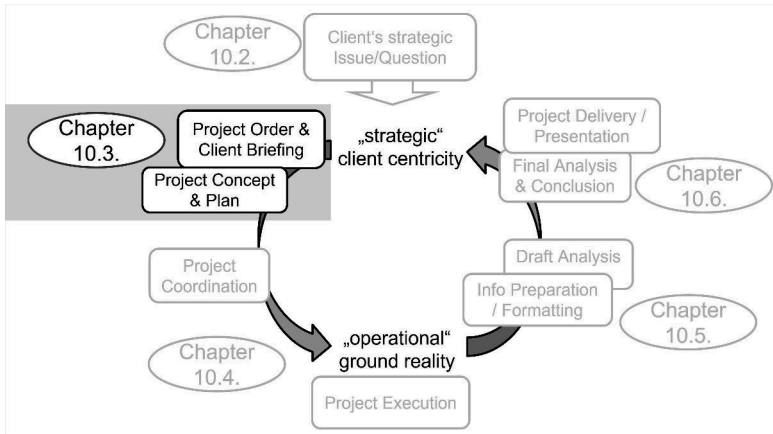 Chapter
10.2.
Client's strategic
Issue/Question
Chapter
10.3.
Project Order &
Client Briefing
Project Concept
& Plan
„strategic“
client centricity
Project Delivery /
Presentation
Final Analysis
& Conclusion
Chapter
10.6.
Project
Coordination
Draft Analysis
Info Preparation
/ Formatting
Chapter
10.5.
Chapter
10.4.
„operational“
ground reality
Project Execution